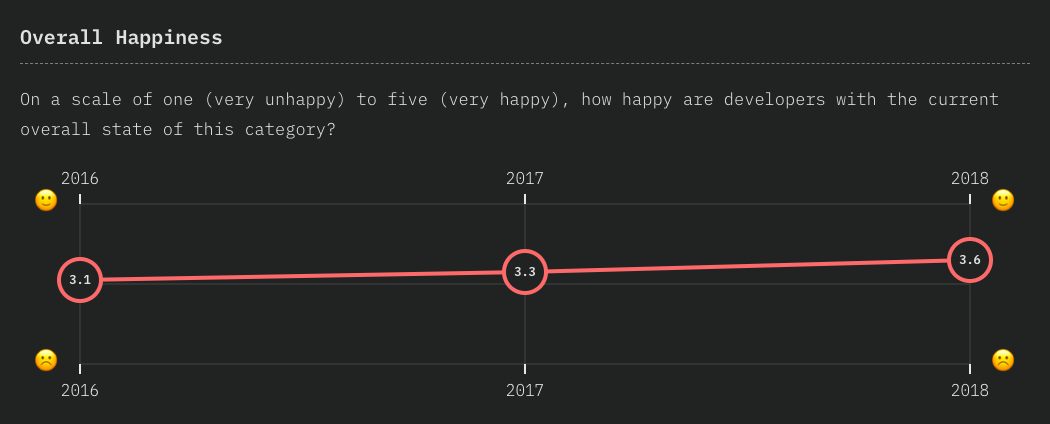 Overall Happiness
On a scale of one (very unhappy) to five (very happy), how happy are developers with the current
overall state of this category?
2016 2017 2018
3.1 3.3 3.6
2016 2017 2018